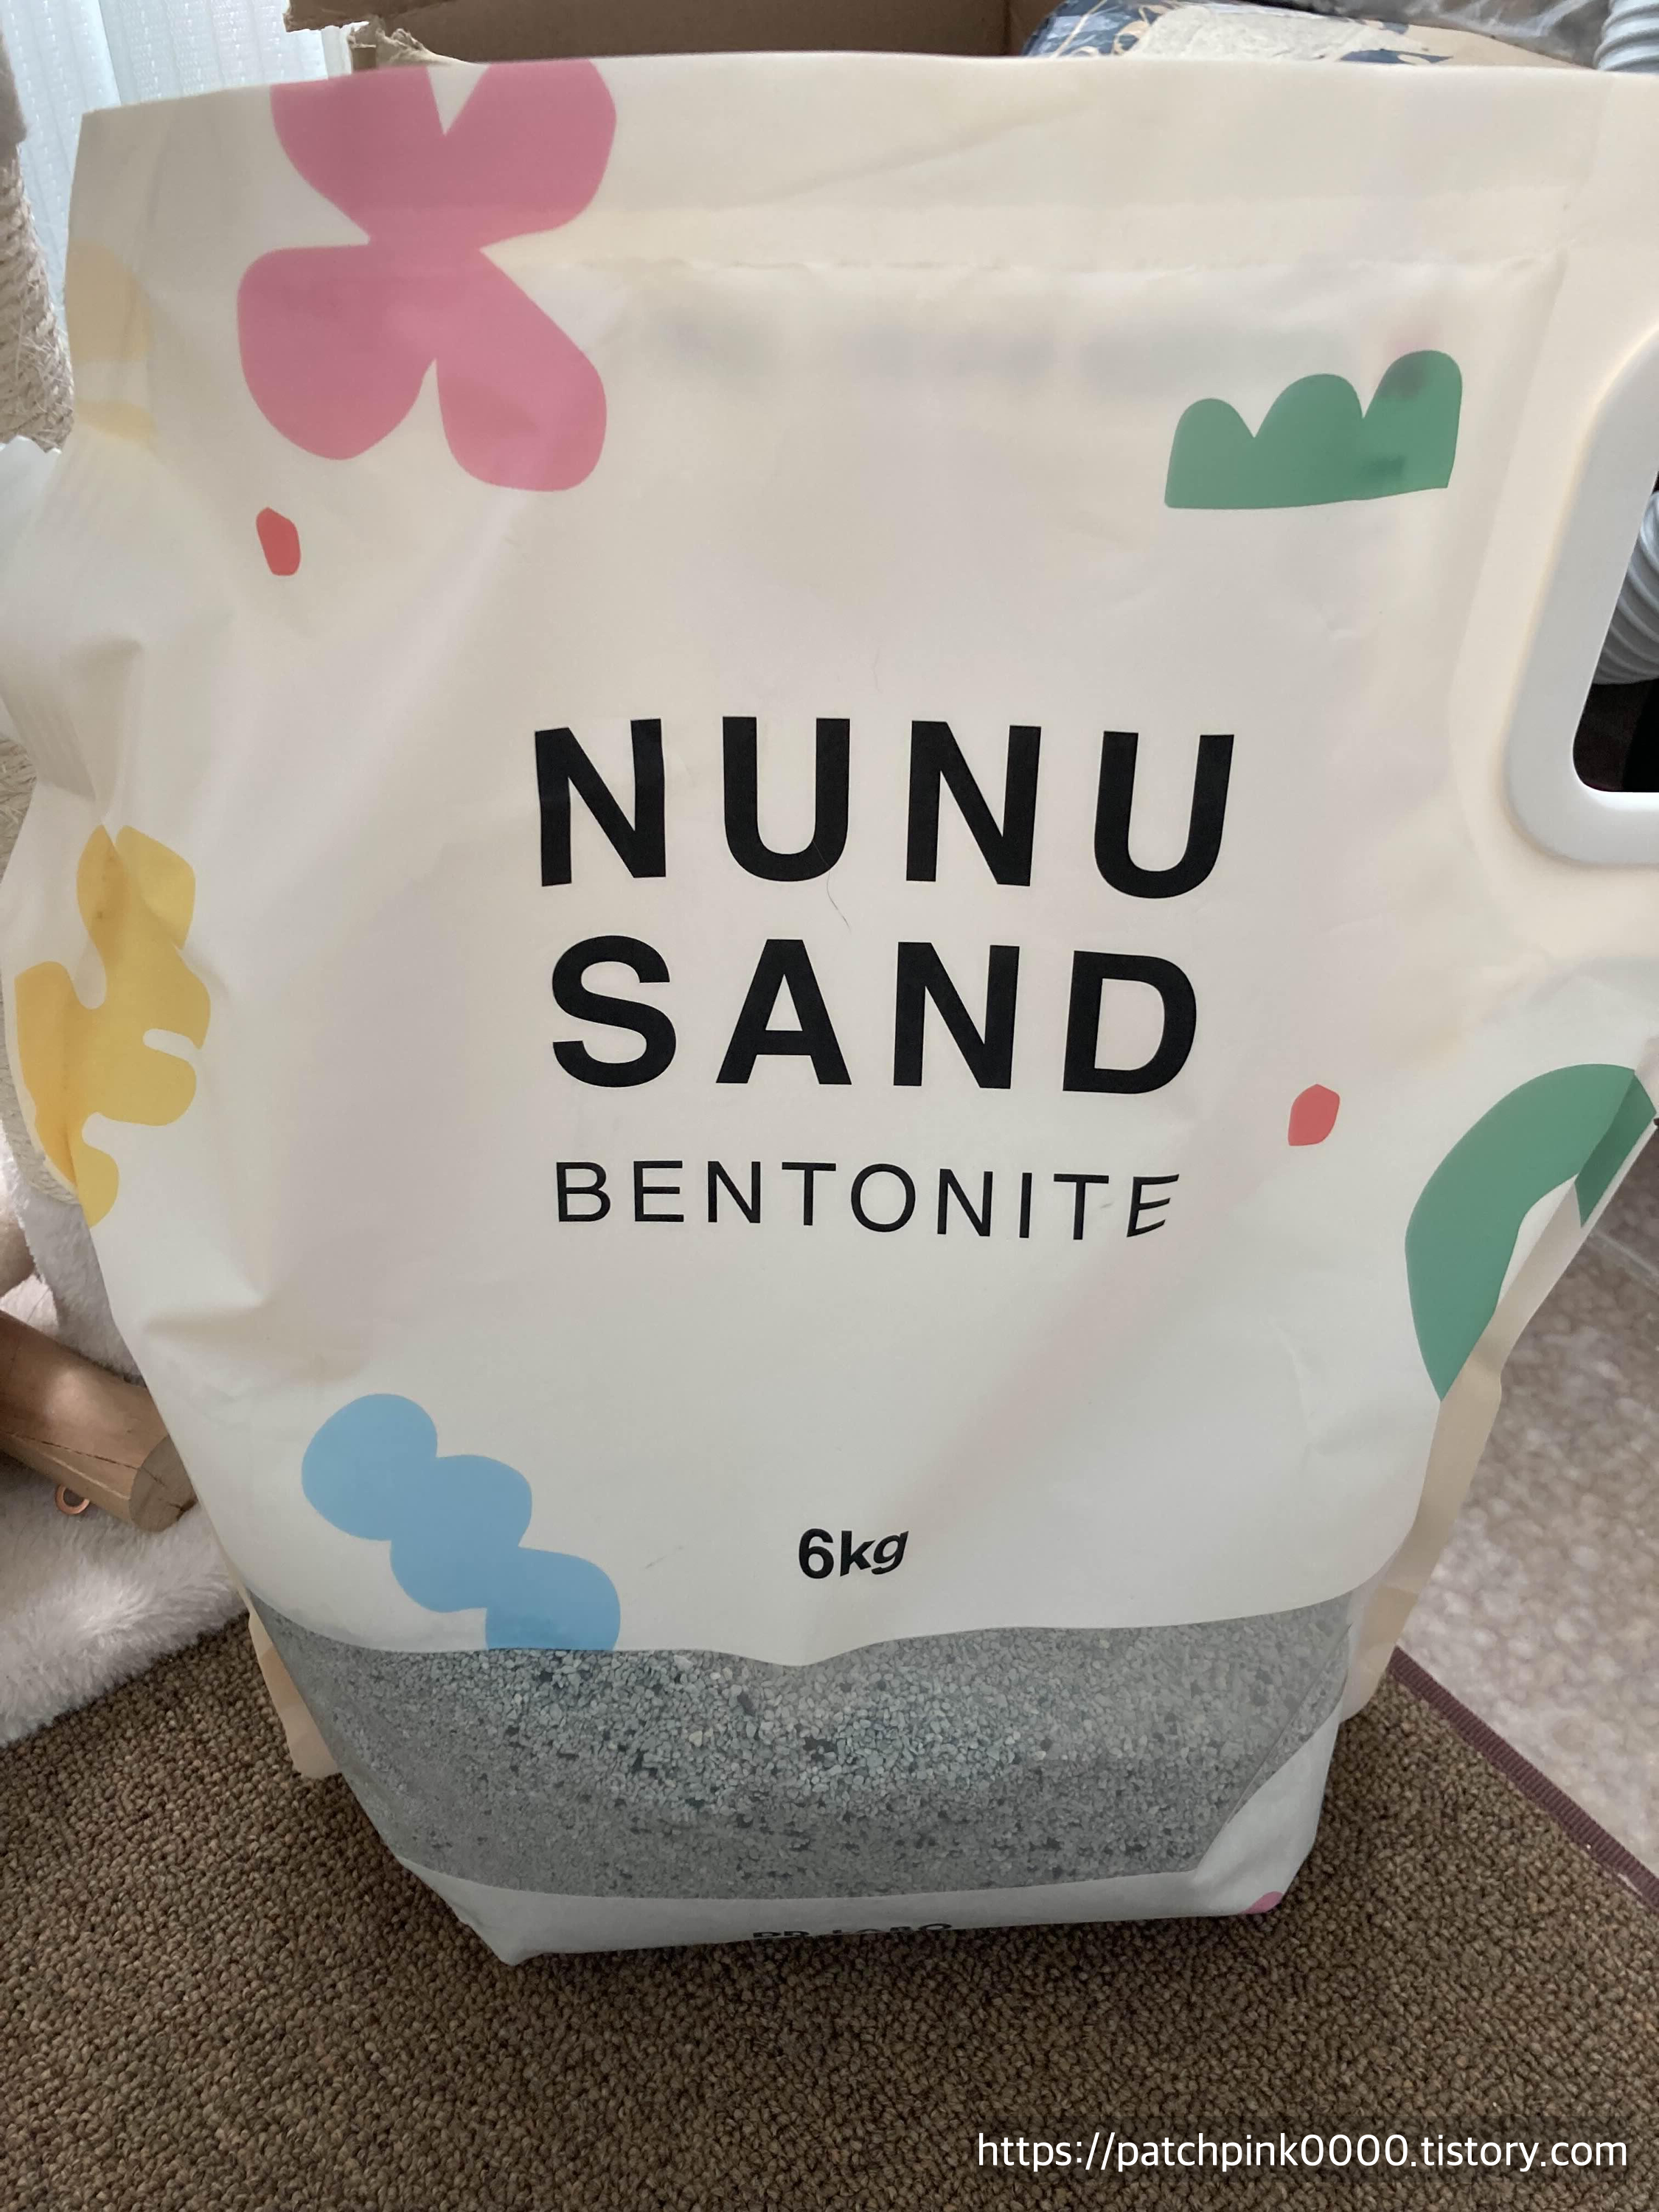 NUNU
SAND
BENTONITE
6kg
https://patchpink0000.tistory.com